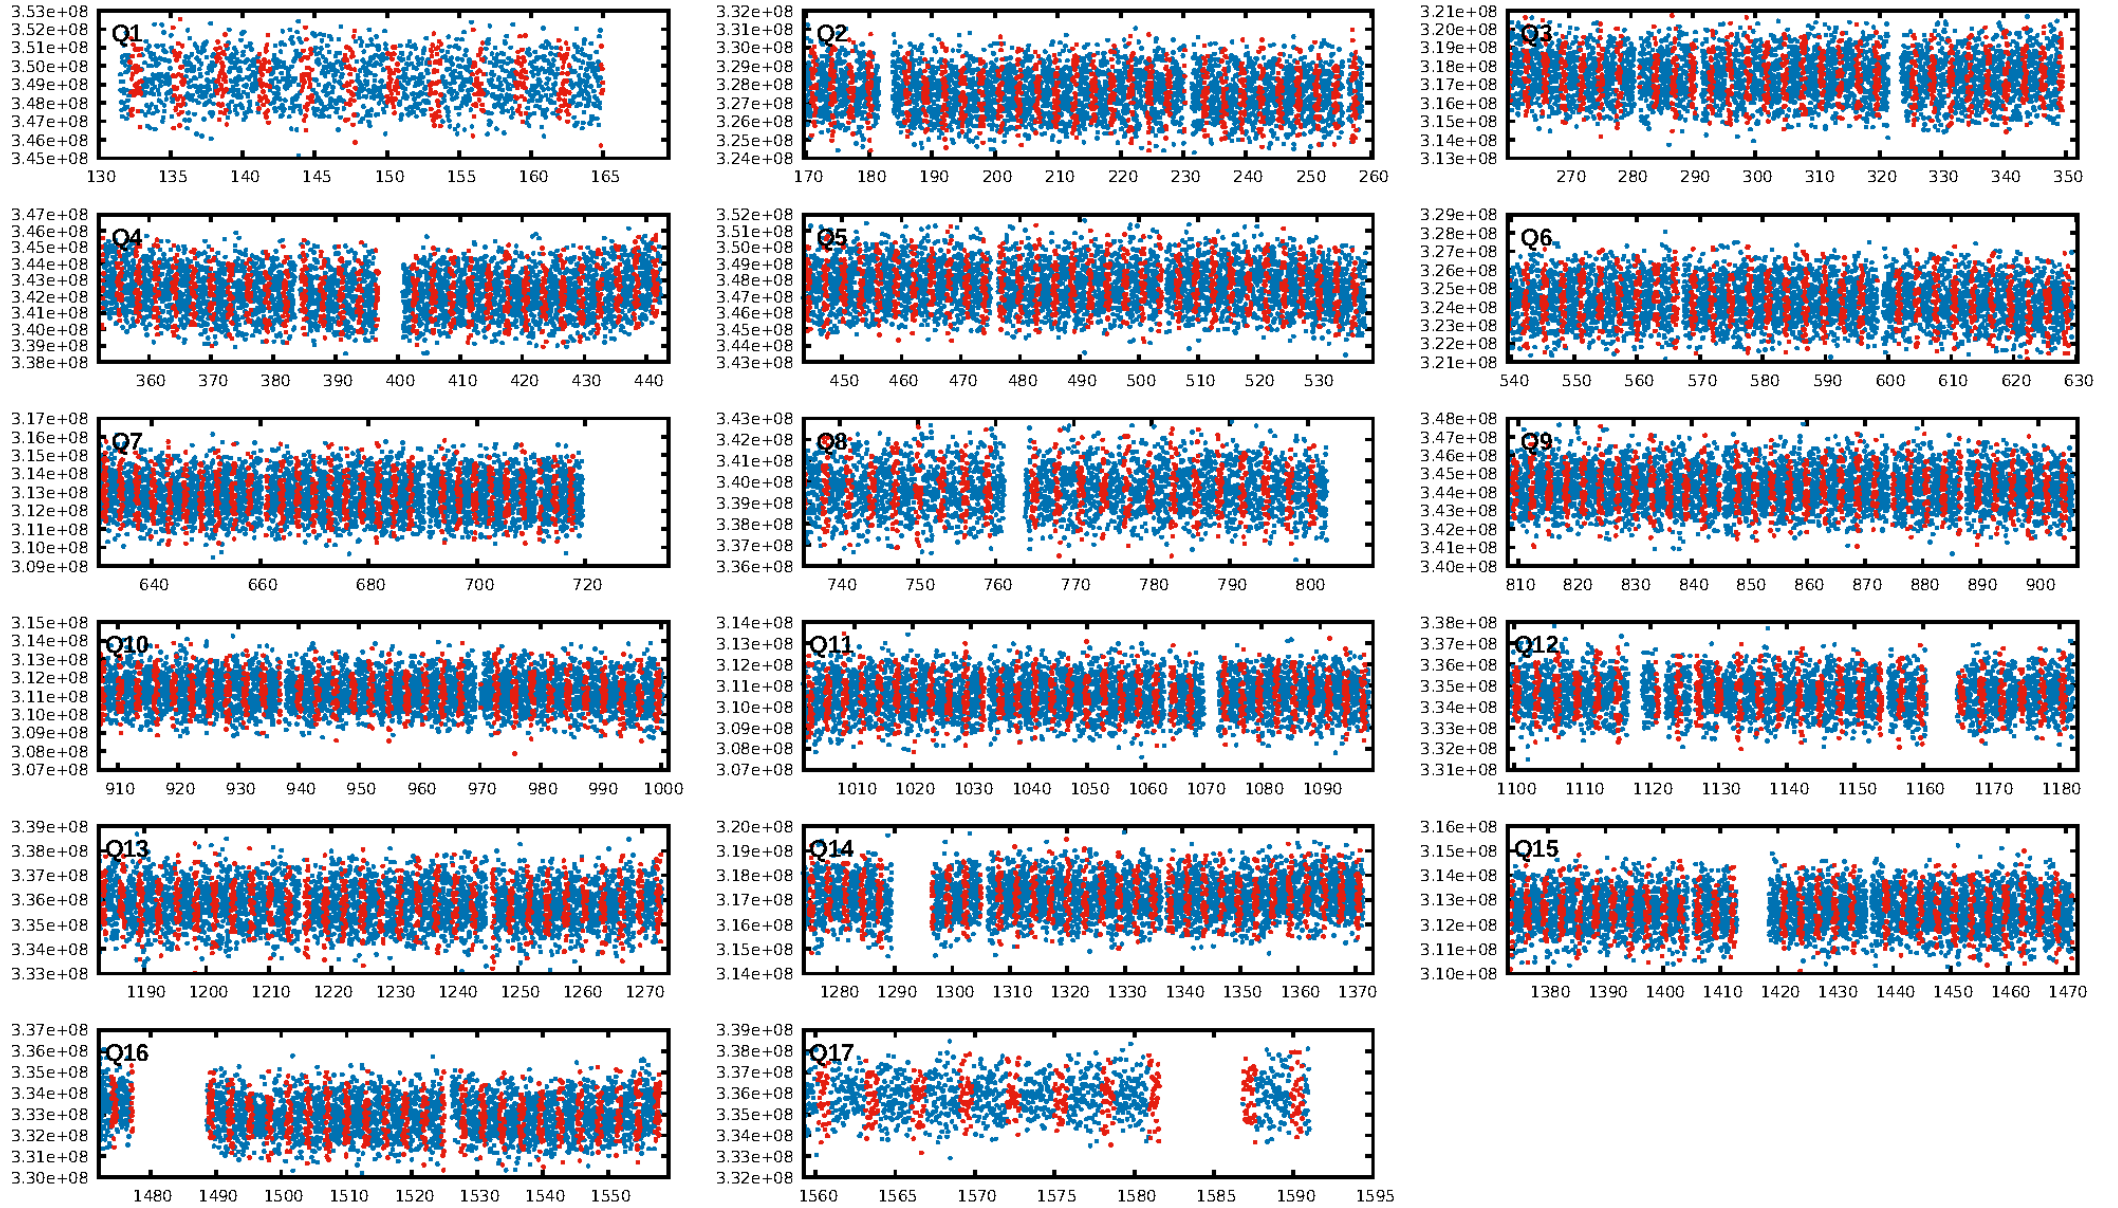 3.53e+08 3.52e+08 3.51e+08 3.50e+08 3.49e+08 3.48e+08 3.47e+08 3.46e+08 3.45e+08
Q1
130 135 140 145 150 155 160 165
3.32e+08 3.31e+08 3.30e+08 3.29e+08 3.28e+08 3.27e+08 3.26e+08 3.25e+08 3.24e+08
Q2
170 180 190 200 210 220 230 240 250 260
3.21e+08 3.20e+08 3.19e+08 3.18e+08 3.17e+08 3.16e+08 3.15e+08 3.14e+08 3.13e+08
Q3
270 280 290 300 310 320 330 340 350
3.47e+08 3.46e+08 3.45e+08 3.44e+08 3.43e+08 3.42e+08 3.41e+08 3.40e+08 3.39e+08 3.38e+08
Q4
360 370 380 390 400 410 420 430 440
3.52e+08 3.51e+08 3.50e+08 3.49e+08 3.48e+08 3.47e+08 3.46e+08 3.45e+08 3.44e+08 3.43e+08
Q5
450 460 470 480 490 500 510 520 530
3.29e+08 3.28e+08 3.27e+08 3.26e+08 3.25e+08 3.24e+08 3.23e+08 3.22e+08 3.21e+08
Q6
540 550 560 570 580 590 600 610 620 630
3.17e+08 3.16e+08 3.15e+08 3.14e+08 3.13e+08 3.12e+08 3.11e+08 3.10e+08 3.09e+08
Q7
640 660 680 700 720
3.43e+08 3.42e+08 3.41e+08 3.40e+08 3.39e+08 3.38e+08 3.37e+08 3.36e+08
Q8
740 750 760 770 780 790 800
3.48e+08 3.47e+08 3.46e+08 3.45e+08 3.44e+08 3.43e+08 3.42e+08 3.41e+08 3.40e+08
Q9
810 820 830 840 850 860 870 880 890 900
3.15e+08 3.14e+08 3.13e+08 3.12e+08 3.11e+08 3.10e+08 3.09e+08 3.08e+08 3.07e+08
Q10
910 920 930 940 950 960 970 980 990 1000
3.14e+08 3.13e+08 3.12e+08 3.11e+08 3.10e+08 3.09e+08 3.08e+08 3.07e+08
Q11
1010 1020 1030 1040 1050 1060 1070 1080 1090
3.38e+08 3.37e+08 3.36e+08 3.35e+08 3.34e+08 3.33e+08 3.32e+08 3.31e+08
Q12
1100 1110 1120 1130 1140 1150 1160 1170 1180
3.39e+08 3.38e+08 3.37e+08 3.36e+08 3.35e+08 3.34e+08 3.33e+08
Q13
1190 1200 1210 1220 1230 1240 1250 1260 1270
3.20e+08 3.19e+08 3.18e+08 3.17e+08 3.16e+08 3.15e+08 3.14e+08
Q14
1280 1290 1300 1310 1320 1330 1340 1350 1360 1370
3.16e+08 3.15e+08 3.14e+08 3.13e+08 3.12e+08 3.11e+08 3.10e+08
Q15
1380 1390 1400 1410 1420 1430 1440 1450 1460 1470
3.37e+08 3.36e+08 3.35e+08 3.34e+08 3.33e+08 3.32e+08 3.31e+08 3.30e+08
Q16
1480 1490 1500 1510 1520 1530 1540 1550
3.39e+08 3.38e+08 3.37e+08 3.36e+08 3.35e+08 3.34e+08 3.33e+08 3.32e+08
Q17
1560 1565 1570 1575 1580 1585 1590 1595